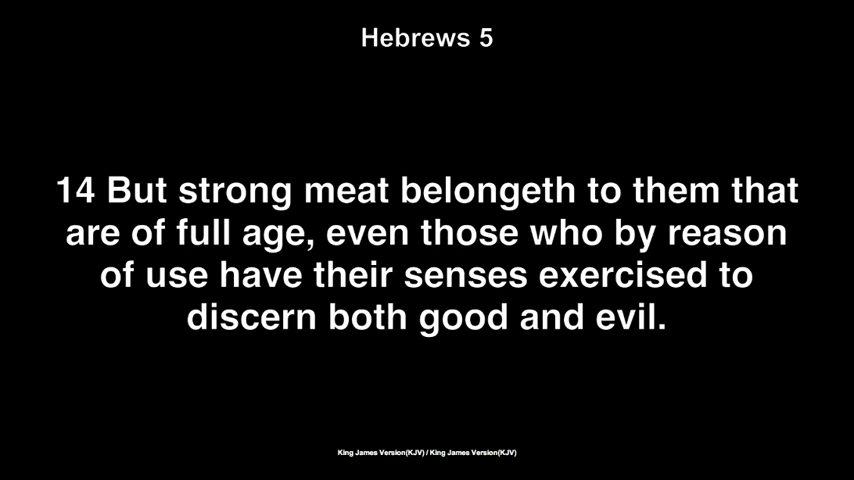 Hebrews 5
14 But strong meat belongeth to them that
are of full age, even those who by reason
of use have their senses exercised to
discern both good and evil.
King James Version(KJV) / King James Version(KJV)